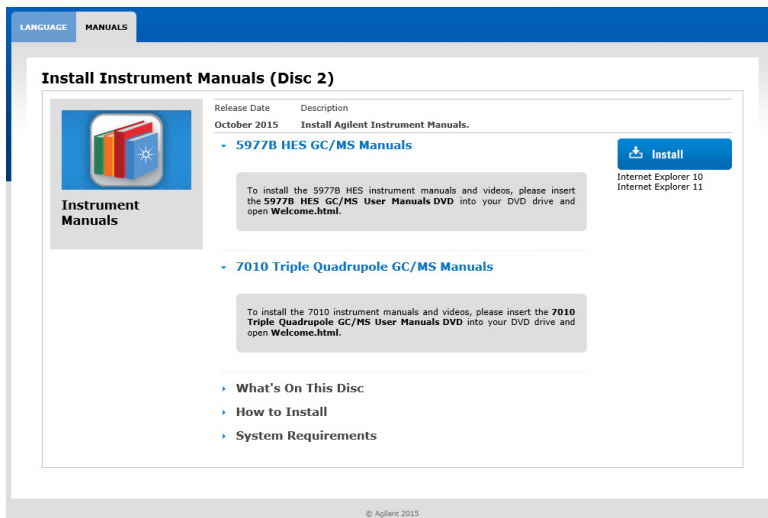 LANGUAGE MANUALS
Install Instrument Manuals (Disc 2)
Instrument
Manuals
Release Date Description
October 2015 Install Agilent Instrument Manuals.
5977B HES GC/MS Manuals
To install the 5977B HES instrument manuals and videos, please insert
the 5977B HES GC/MS User Manuals DVD into your DVD drive and
open Welcome.html.
7010 Triple Quadrupole GC/MS Manuals
To install the 7010 instrument manuals and videos, please insert the 7010
Triple Quadrupole GC/MS User Manuals DVD into your DVD drive and
open Welcome.html.
What's On This Disc
How to Install
System Requirements
Install
Internet Explorer 10
Internet Explorer 11
© Agilent 2015